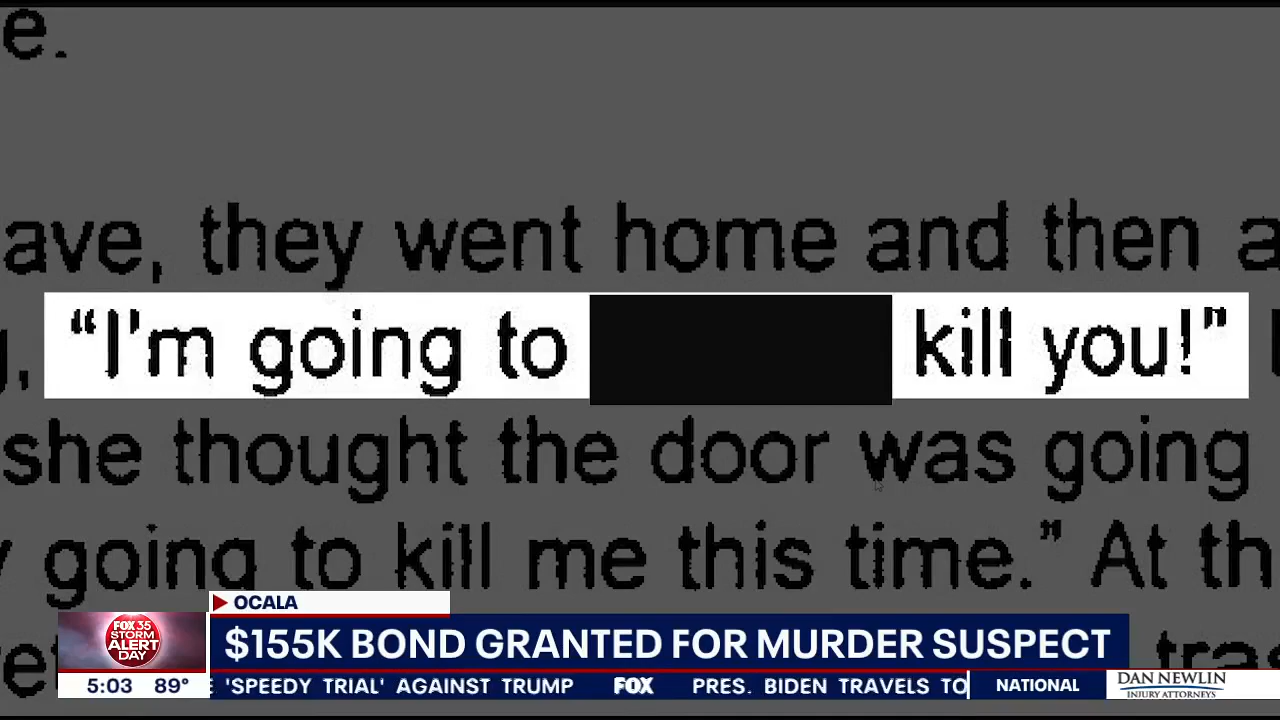 e.
ave, they went home and then a
g, "I'm going to kill you!"
she thought the door was going
y going to kill me this time." At th
OCALA
FOX 35
STORM
ALERT
DAY
$155K BOND GRANTED FOR MURDER SUSPECT
tras
5:03 89° E 'SPEEDY TRIAL' AGAINST TRUMP FOX PRES. BIDEN TRAVELS TO NATIONAL
DAN NEWLIN
INJURY ATTORNEYS